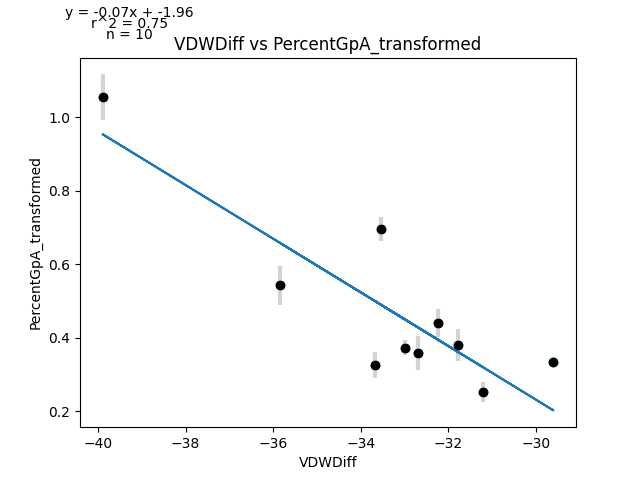 y = -0.07x + -1.96
r^2 = 0.75
n = 10
VDWDiff vs PercentGpA_transformed
PercentGpA_transformed
1.0
0.8
0.6
0.4
0.2
−40
−38
−36
−34
−32
−30
VDWDiff